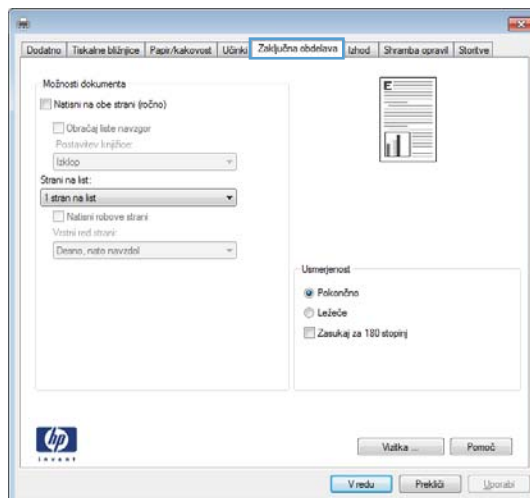 Dodatno Tiskalne bližnjice Papir/kakovost Učinki Zaključna obdelava Izhod Shramba opravil Storitve
Možnosti dokumenta
Natisni na obe strani (ročno)
Obračaj liste navzgor
Postavitev knjižice:
Izklop
Strani na list:
1 stran na list
Natisni robove strani
Vrstni red strani:
Desno, nato navzdol
E
Usmerjenost
Pokončno
Ležeče
Zasukaj za 180 stopinj
hp
invent
Vizitka ...
Pomoč
V redu
Prekliči
Uporabi